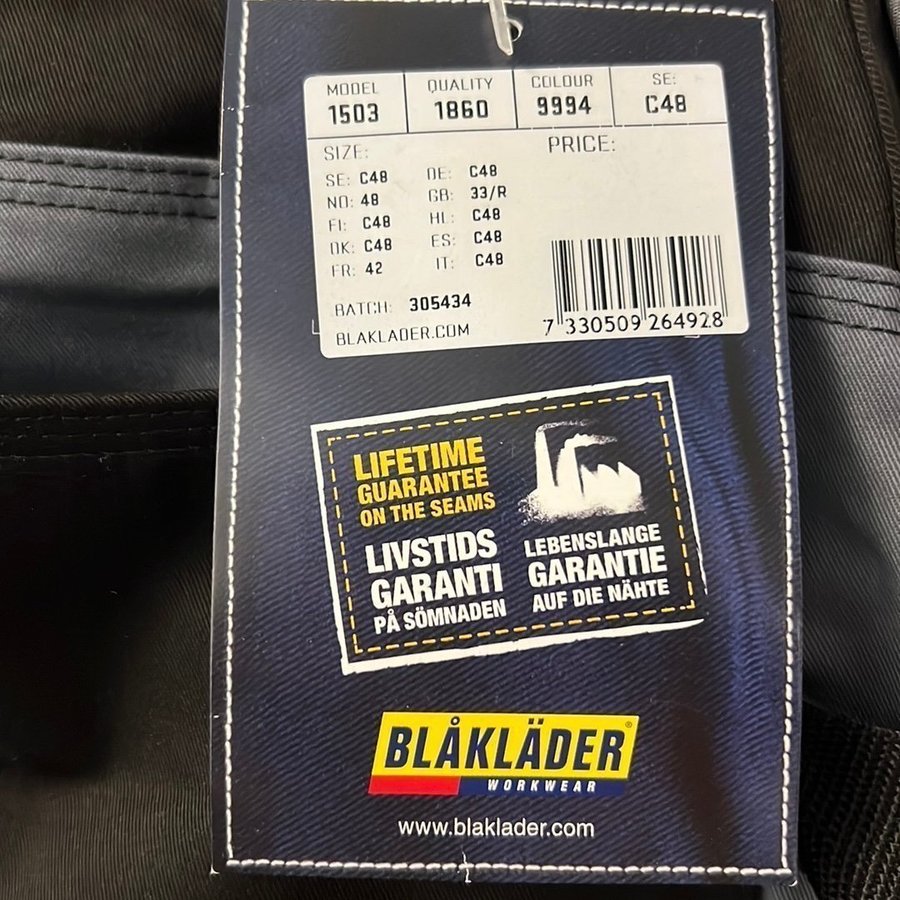 MODEL QUALITY COLOUR SE:
1503 1860 9994 C48
SIZE: PRICE:
SE: C48 DE: C48
NO: 48 GB: 33/R
FI: C48 HL: C48
DK: C48 ES: C48
FR: 42 IT: C48
BATCH: 305434
BLAKLADER.COM
7 330509 264928
LIFETIME
GUARANTEE
ON THE SEAMS
LIVSTIDS
GARANTI
PÅ SÖMNADEN
LEBENSLANGE
GARANTIE
AUF DIE NÄHTE
BLÅKLÄDER®
WORKWEAR
www.blaklader.com